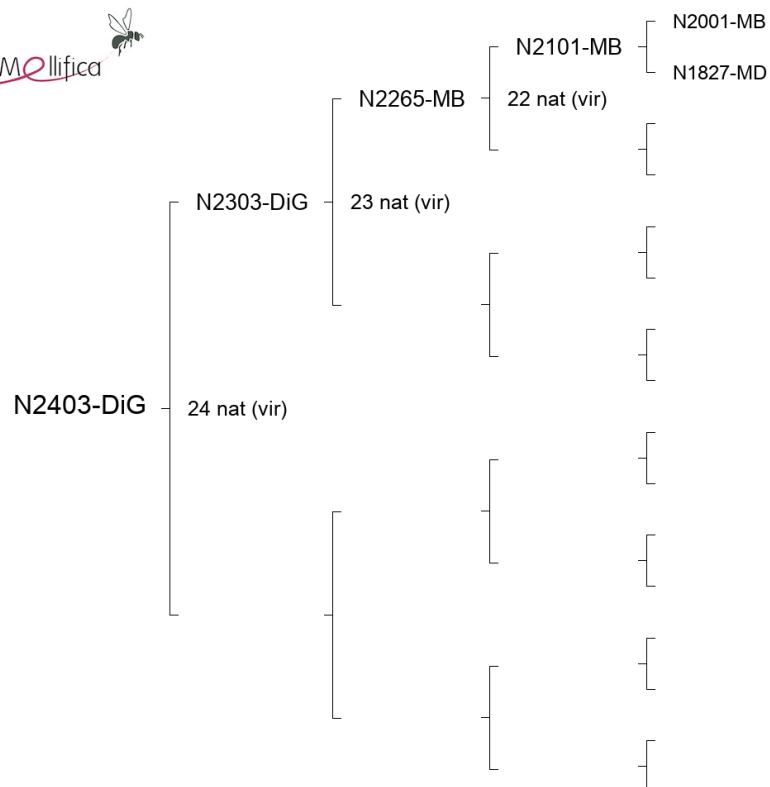 Mellifica
N2001-MB
N2101-MB
N1827-MD
N2265-MB
22 nat (vir)
N2303-DiG
23 nat (vir)
N2403-DiG
24 nat (vir)